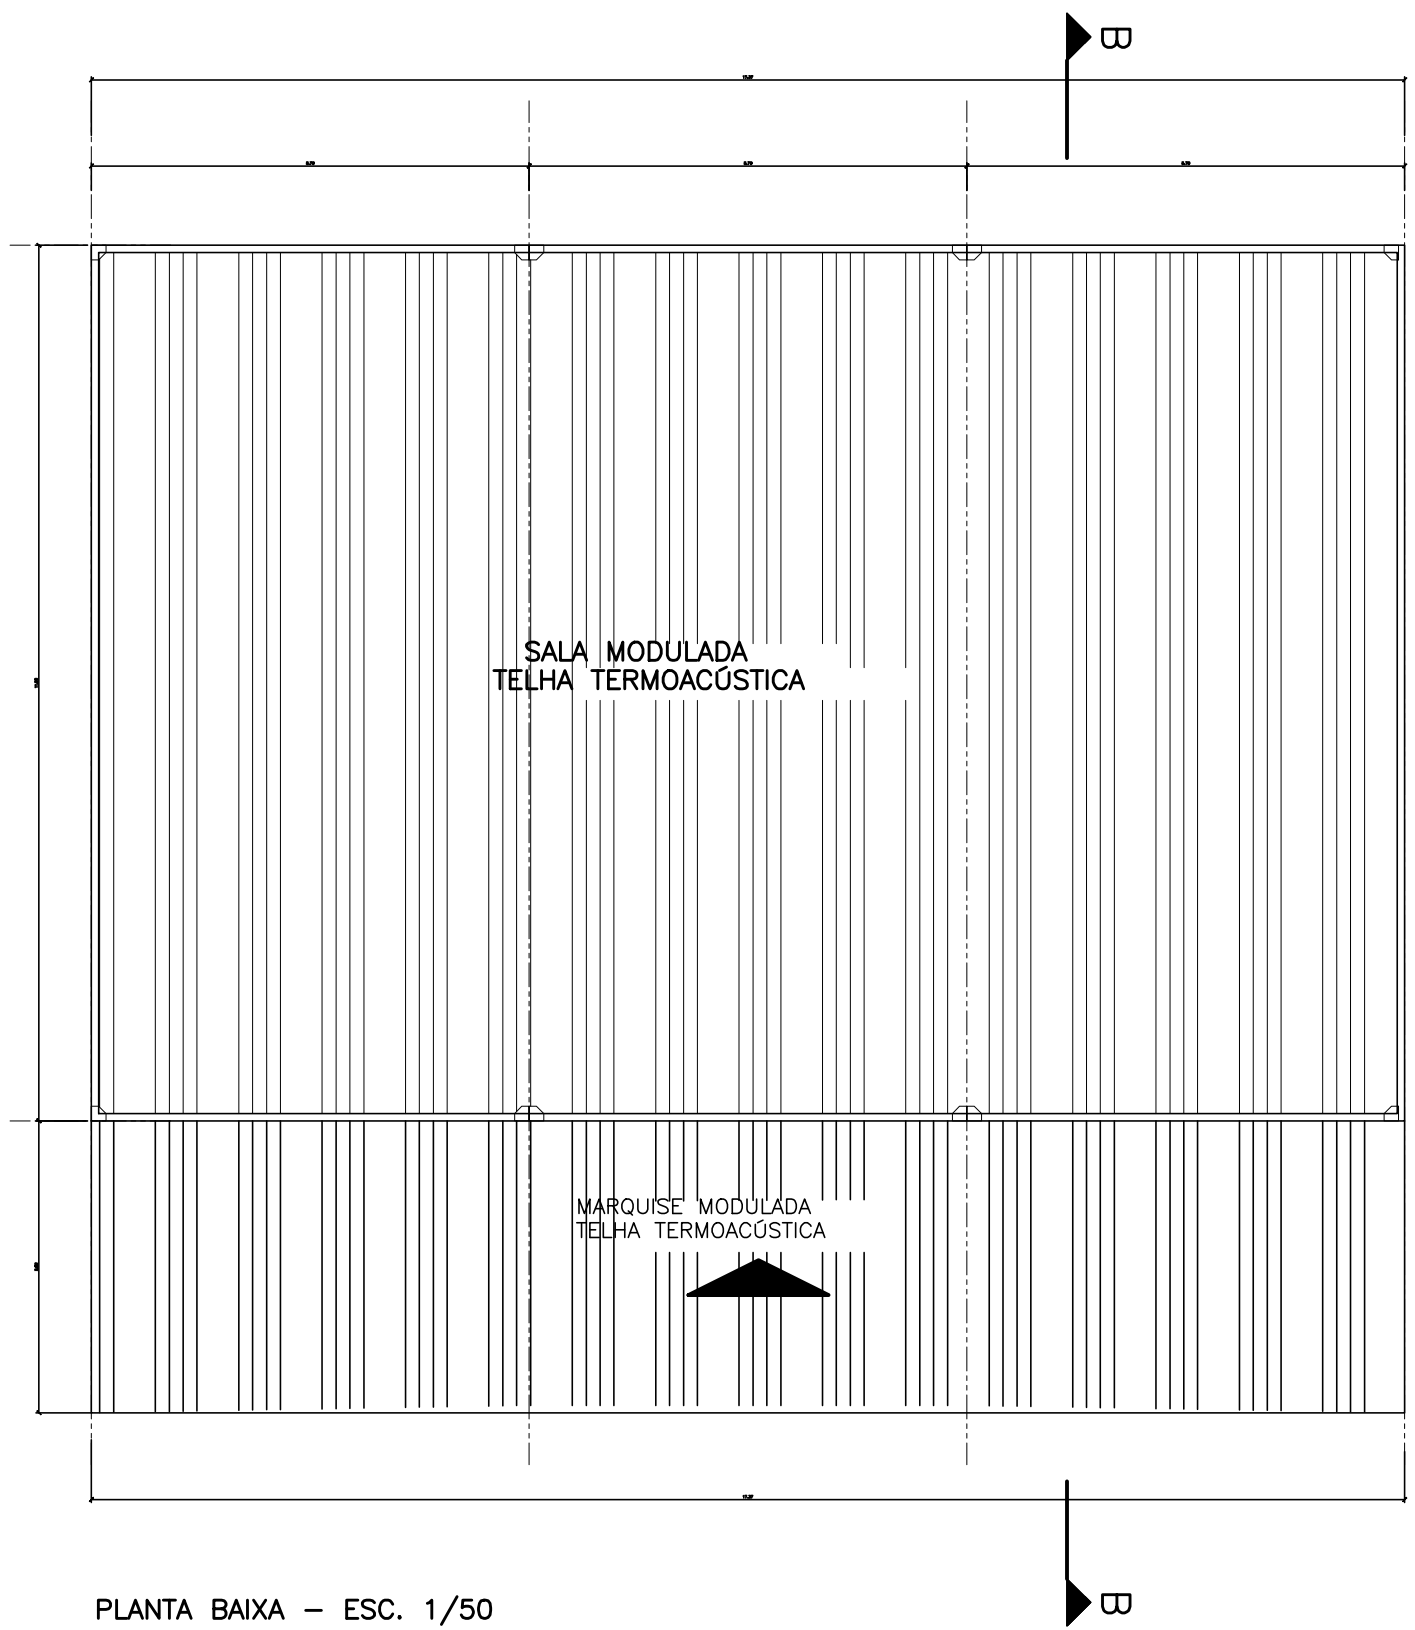 B
SALA MODULADA
TELHA TERMOACÚSTICA
MARQUISE MODULADA
TELHA TERMOACÚSTICA
B
PLANTA BAIXA - ESC. 1/50